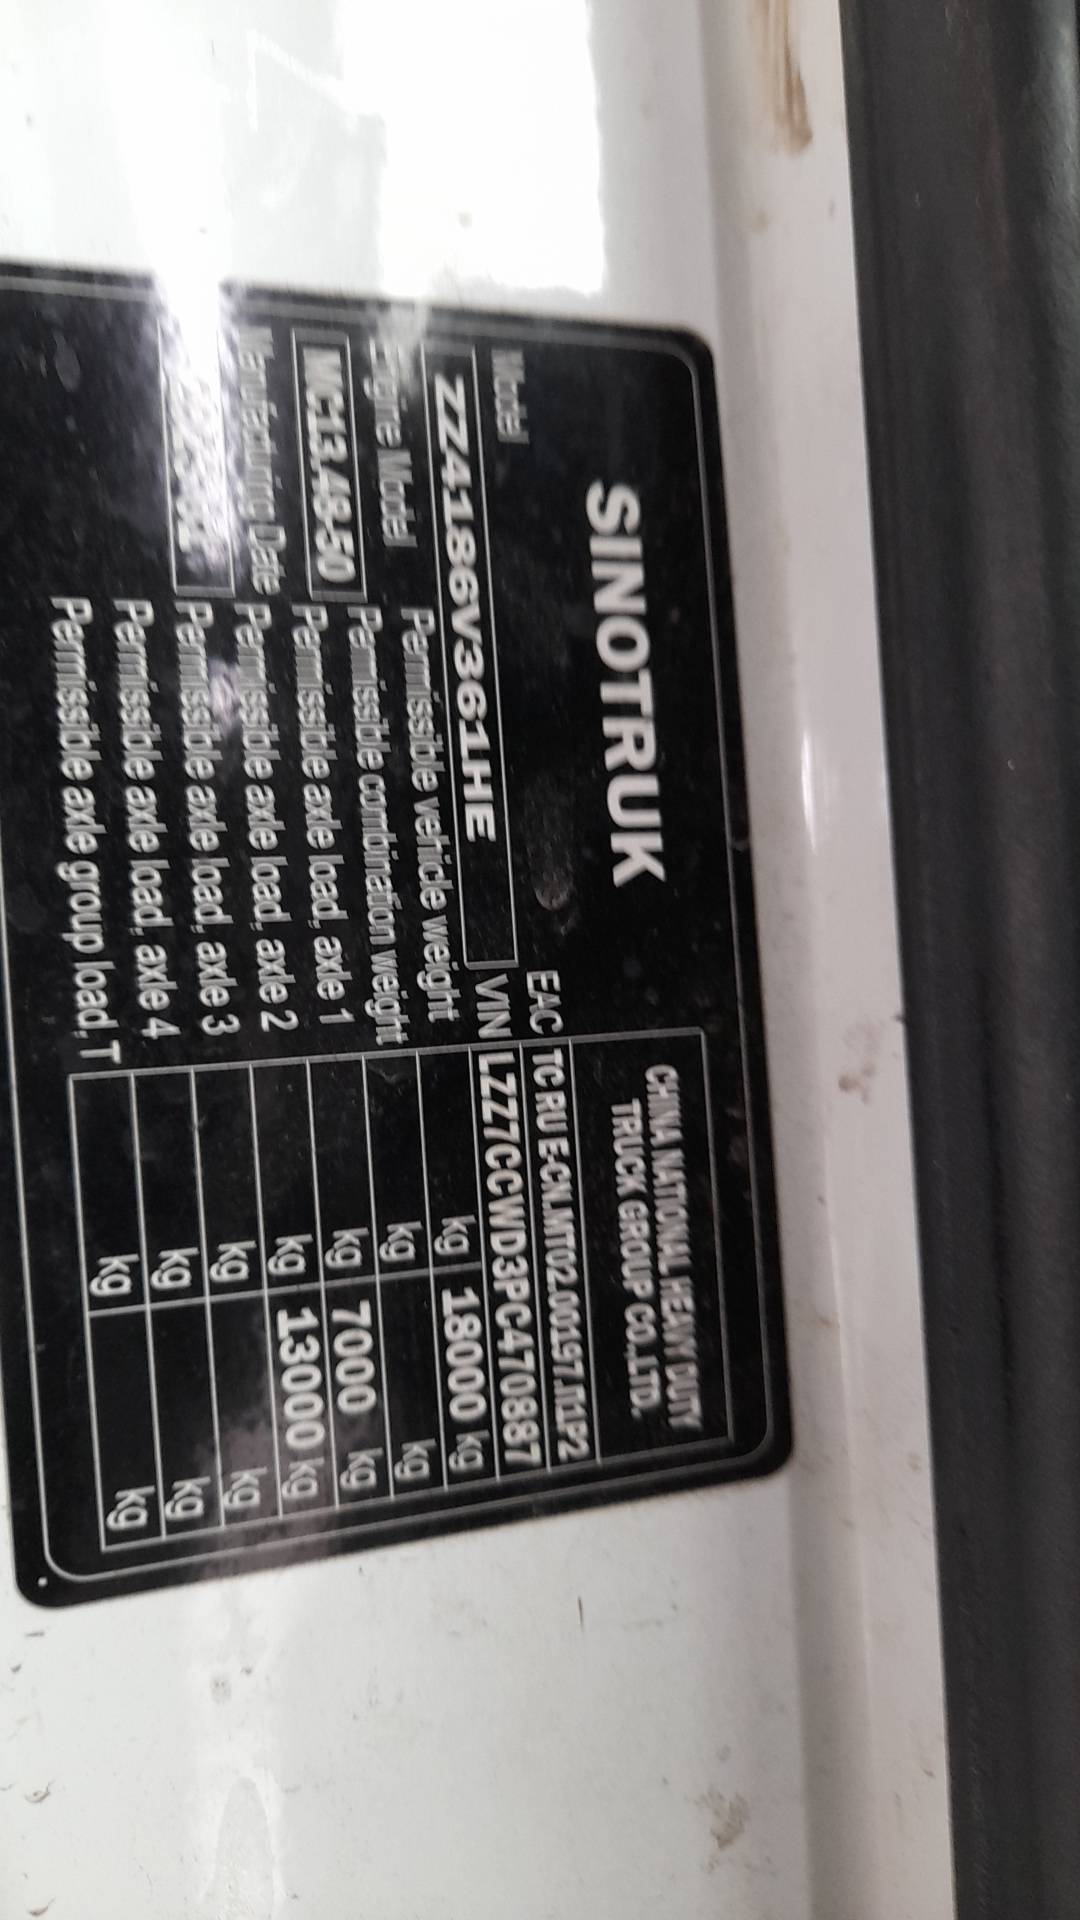 SINOTRUK
CHINA NATIONAL HEAVY DUTY
TRUCK GROUP CO.,LTD.
EAC TC RU E-CN.MT02.00197.П1P2
Model
ZZ4186V361HE VIN LZZ7CCWD3PC470887
Engine Model Permissible vehicle weight kg 18000 kg
MC13.48-50 Permissible combination weight kg kg
Permissible axle load, axle 1 kg 7000 kg
Manufacturing Date Permissible axle load, axle 2 kg 13000 kg
Permissible axle load, axle 3 kg kg
Permissible axle load, axle 4 kg kg
Permissible axle group load, T kg kg